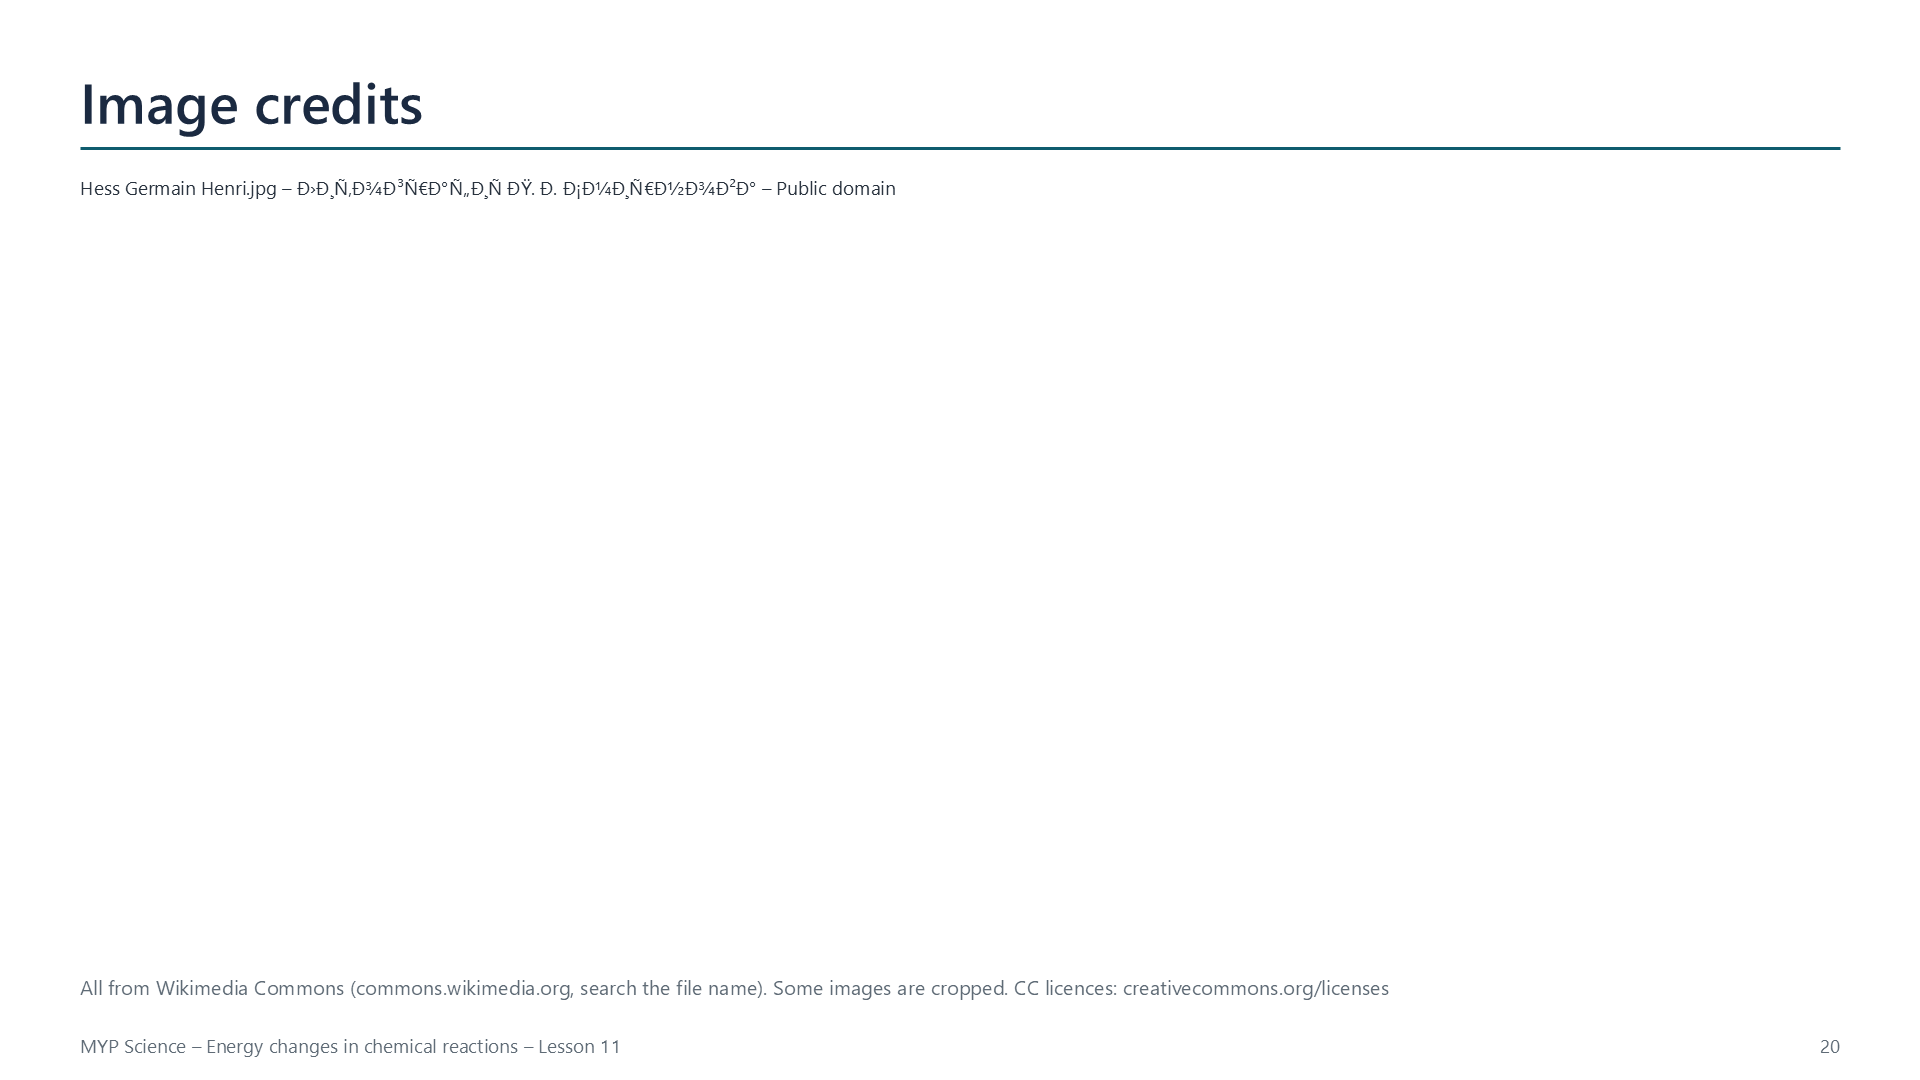 Image credits
Hess Germain Henri.jpg – Ð›Ð¸Ñ‚Ð¾Ð³Ñ€Ð°Ñ„Ð¸Ñ ÐŸ. Ð. Ð¡Ð¼Ð¸Ñ€Ð½Ð¾Ð²Ð° – Public domain
All from Wikimedia Commons (commons.wikimedia.org, search the file name). Some images are cropped. CC licences: creativecommons.org/licenses
MYP Science – Energy changes in chemical reactions – Lesson 11
20